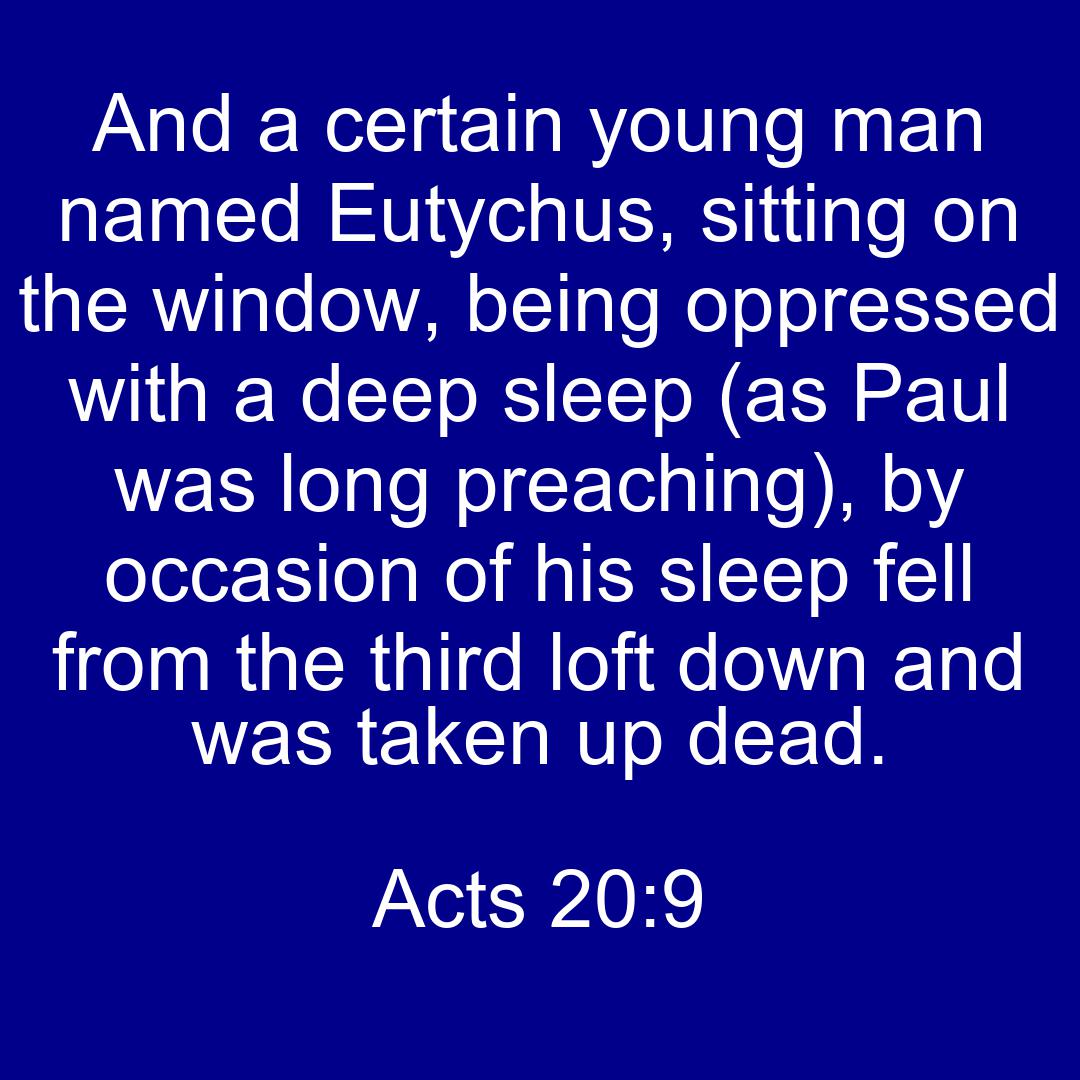 And a certain young man
named Eutychus, sitting on
the window, being oppressed
with a deep sleep (as Paul
was long preaching), by
occasion of his sleep fell
from the third loft down and
was taken up dead.
Acts 20:9